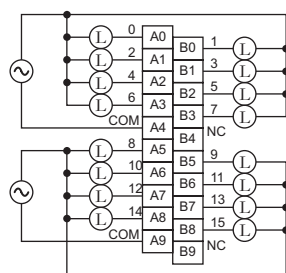 L 0 A0
B0 1 L
L 2 A1
B1 3 L
L 4 A2
B2 5 L
L 6 A3
B3 7 L
COM A4
B4 NC
L 8 A5
B5 9 L
L 10 A6
B6 11 L
L 12 A7
B7 13 L
L 14 A8
B8 15 L
COM A9
B9 NC